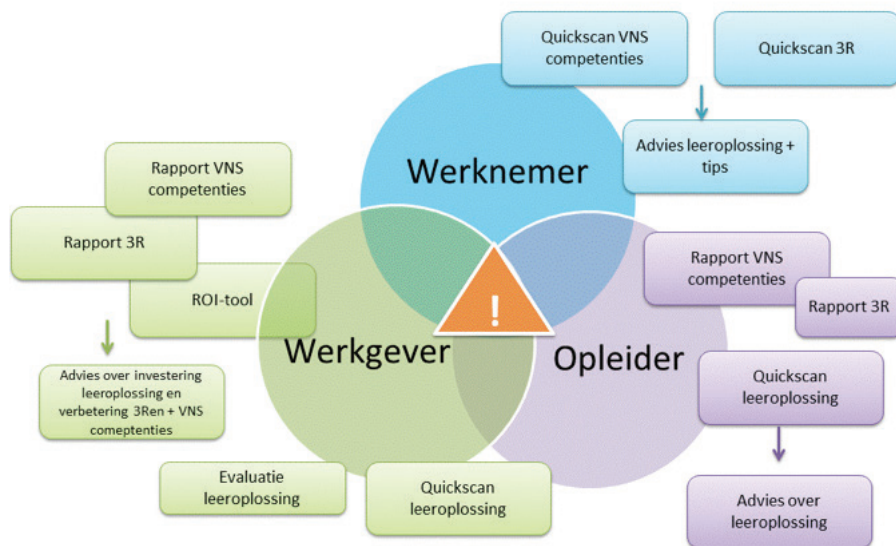 Quickscan VNS
competenties
Quickscan 3R
Advies leeroplossing +
tips
Werknemer
Rapport VNS
competenties
Rapport 3R
ROI-tool
Advies over investering
leeroplossing en
verbetering 3Ren + VNS
comeptenties
Werkgever
!
Opleider
Rapport VNS
competenties
Rapport 3R
Quickscan
leeroplossing
Advies over
leeroplossing
Evaluatie
leeroplossing
Quickscan
leeroplossing